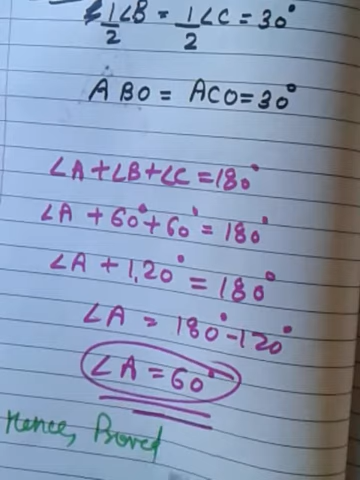 1/2 ∠B = 1/2 ∠C = 30°
ABO = ACO = 30°
∠A + ∠B + ∠C = 180°
∠A + 60° + 60° = 180°
∠A + 120° = 180°
∠A = 180° - 120°
∠A = 60°
Hence, Proved